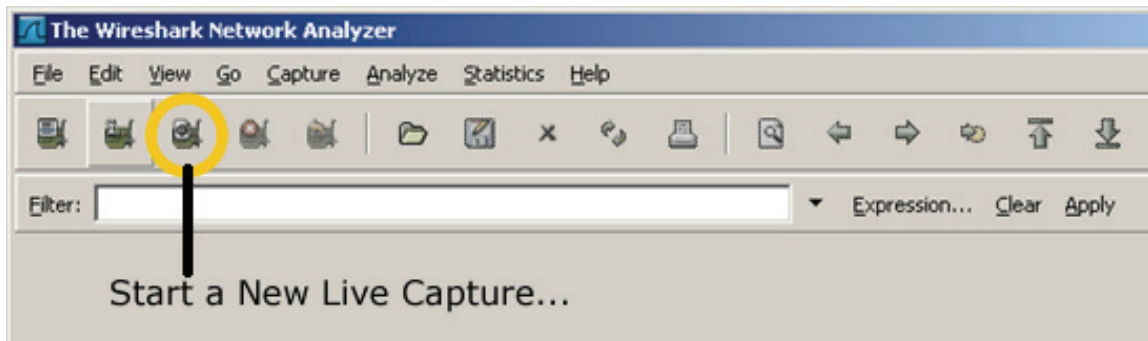 The Wireshark Network Analyzer
File Edit View Go Capture Analyze Statistics Help
Filter: Expression... Clear Apply
Start a New Live Capture...